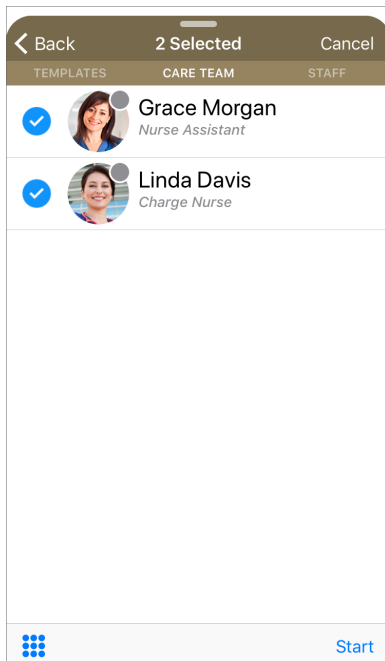 Back 2 Selected Cancel
TEMPLATES CARE TEAM STAFF
Grace Morgan
Nurse Assistant
Linda Davis
Charge Nurse
Start